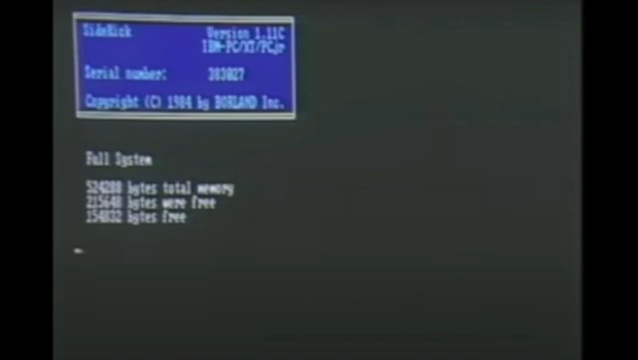 SideKick Version 1.11C
IBM-PC/XT/PCjr
Serial number: 383027
Copyright (C) 1984 by BORLAND Inc.
Full System
524288 bytes total memory
215648 bytes were free
154832 bytes free